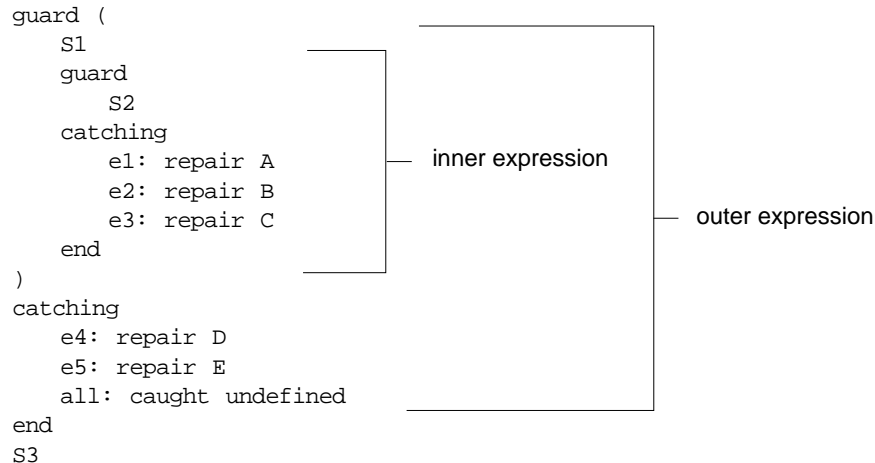 guard (
S1
guard
S2
catching
e1: repair A
e2: repair B
e3: repair C
end
)
catching
e4: repair D
e5: repair E
all: caught undefined
end
S3
inner expression
outer expression